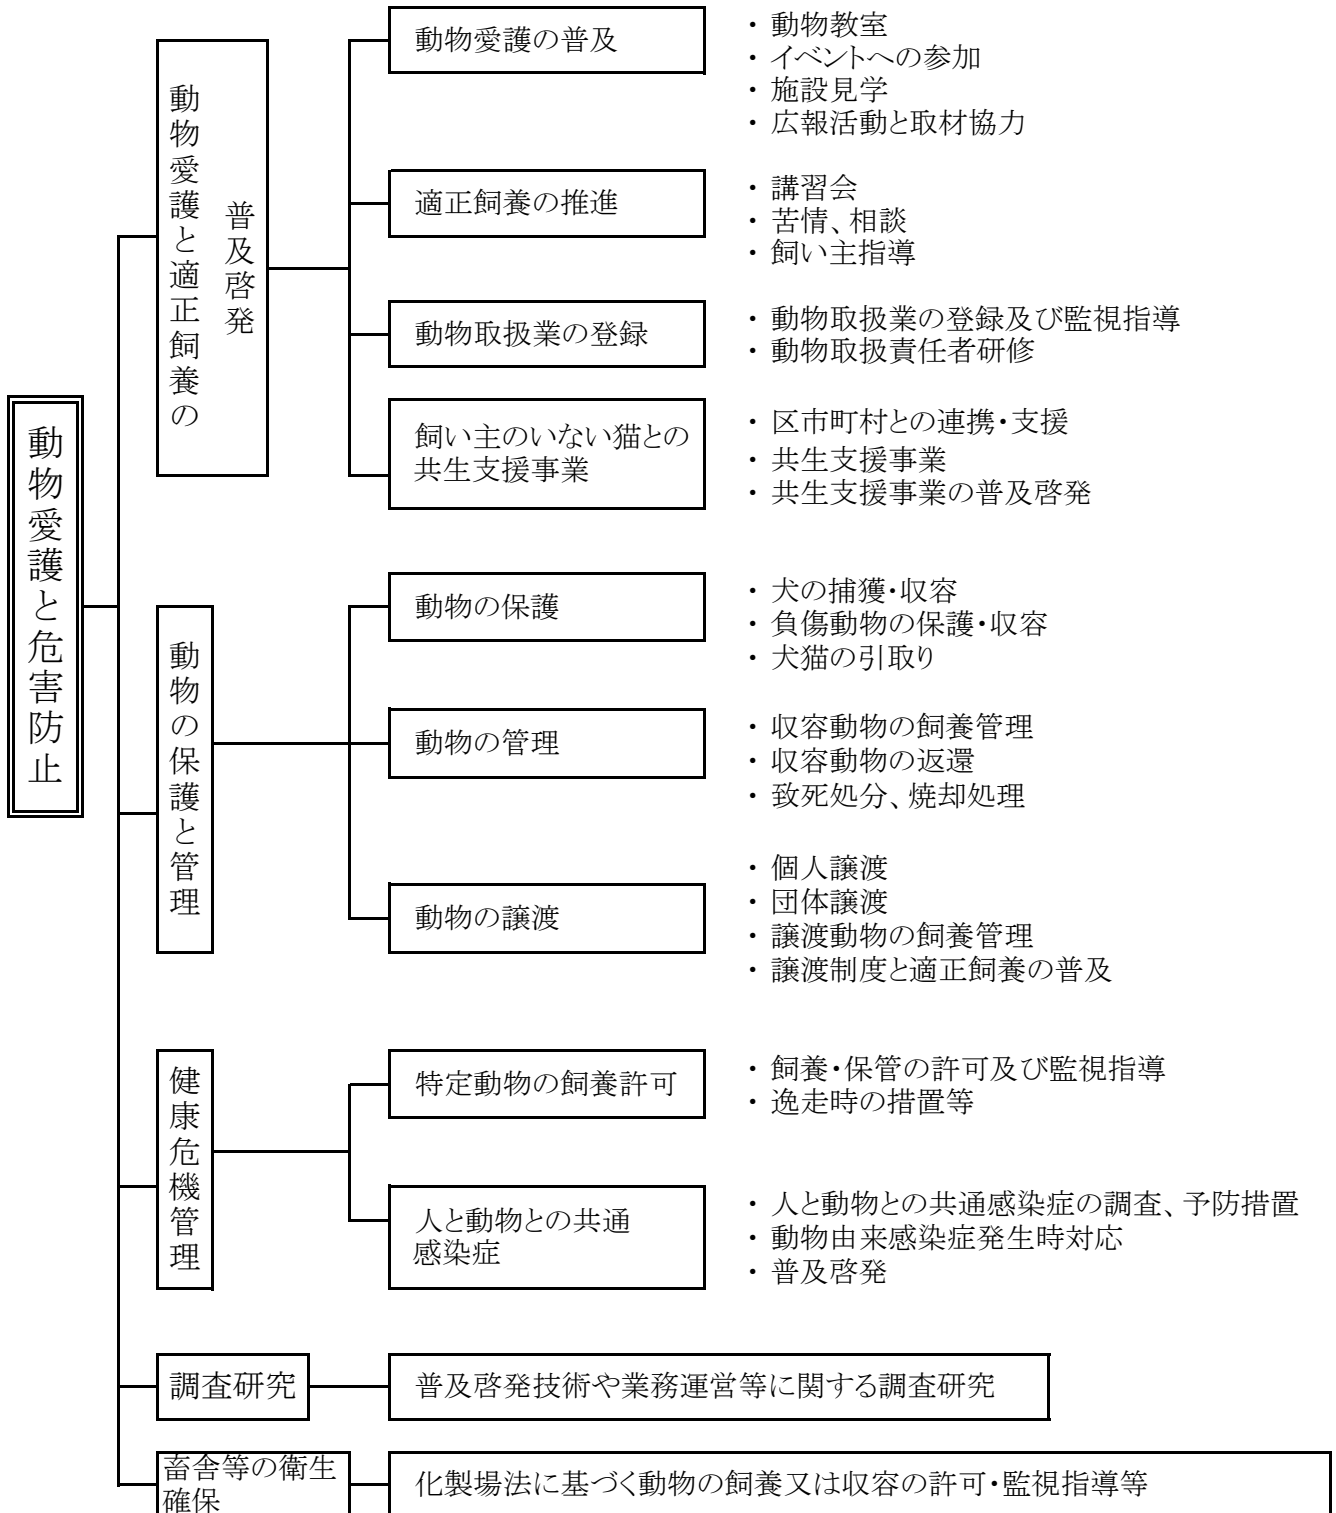 動物愛護と危害防止
動物愛護と適正飼養の
普及啓発
動物愛護の普及
・ 動物教室
・ イベントへの参加
・ 施設見学
・ 広報活動と取材協力
適正飼養の推進
・ 講習会
・ 苦情、相談
・ 飼い主指導
動物取扱業の登録
・ 動物取扱業の登録及び監視指導
・ 動物取扱責任者研修
飼い主のいない猫との
共生支援事業
・ 区市町村との連携・支援
・ 共生支援事業
・ 共生支援事業の普及啓発
動物の保護と管理
動物の保護
・ 犬の捕獲・収容
・ 負傷動物の保護・収容
・ 犬猫の引取り
動物の管理
・ 収容動物の飼養管理
・ 収容動物の返還
・ 致死処分、焼却処理
動物の譲渡
・ 個人譲渡
・ 団体譲渡
・ 譲渡動物の飼養管理
・ 譲渡制度と適正飼養の普及
健康危機管理
特定動物の飼養許可
・ 飼養・保管の許可及び監視指導
・ 逸走時の措置等
人と動物との共通
感染症
・ 人と動物との共通感染症の調査、予防措置
・ 動物由来感染症発生時対応
・ 普及啓発
調査研究
普及啓発技術や業務運営等に関する調査研究
畜舎等の衛生
確保
化製場法に基づく動物の飼養又は収容の許可・監視指導等